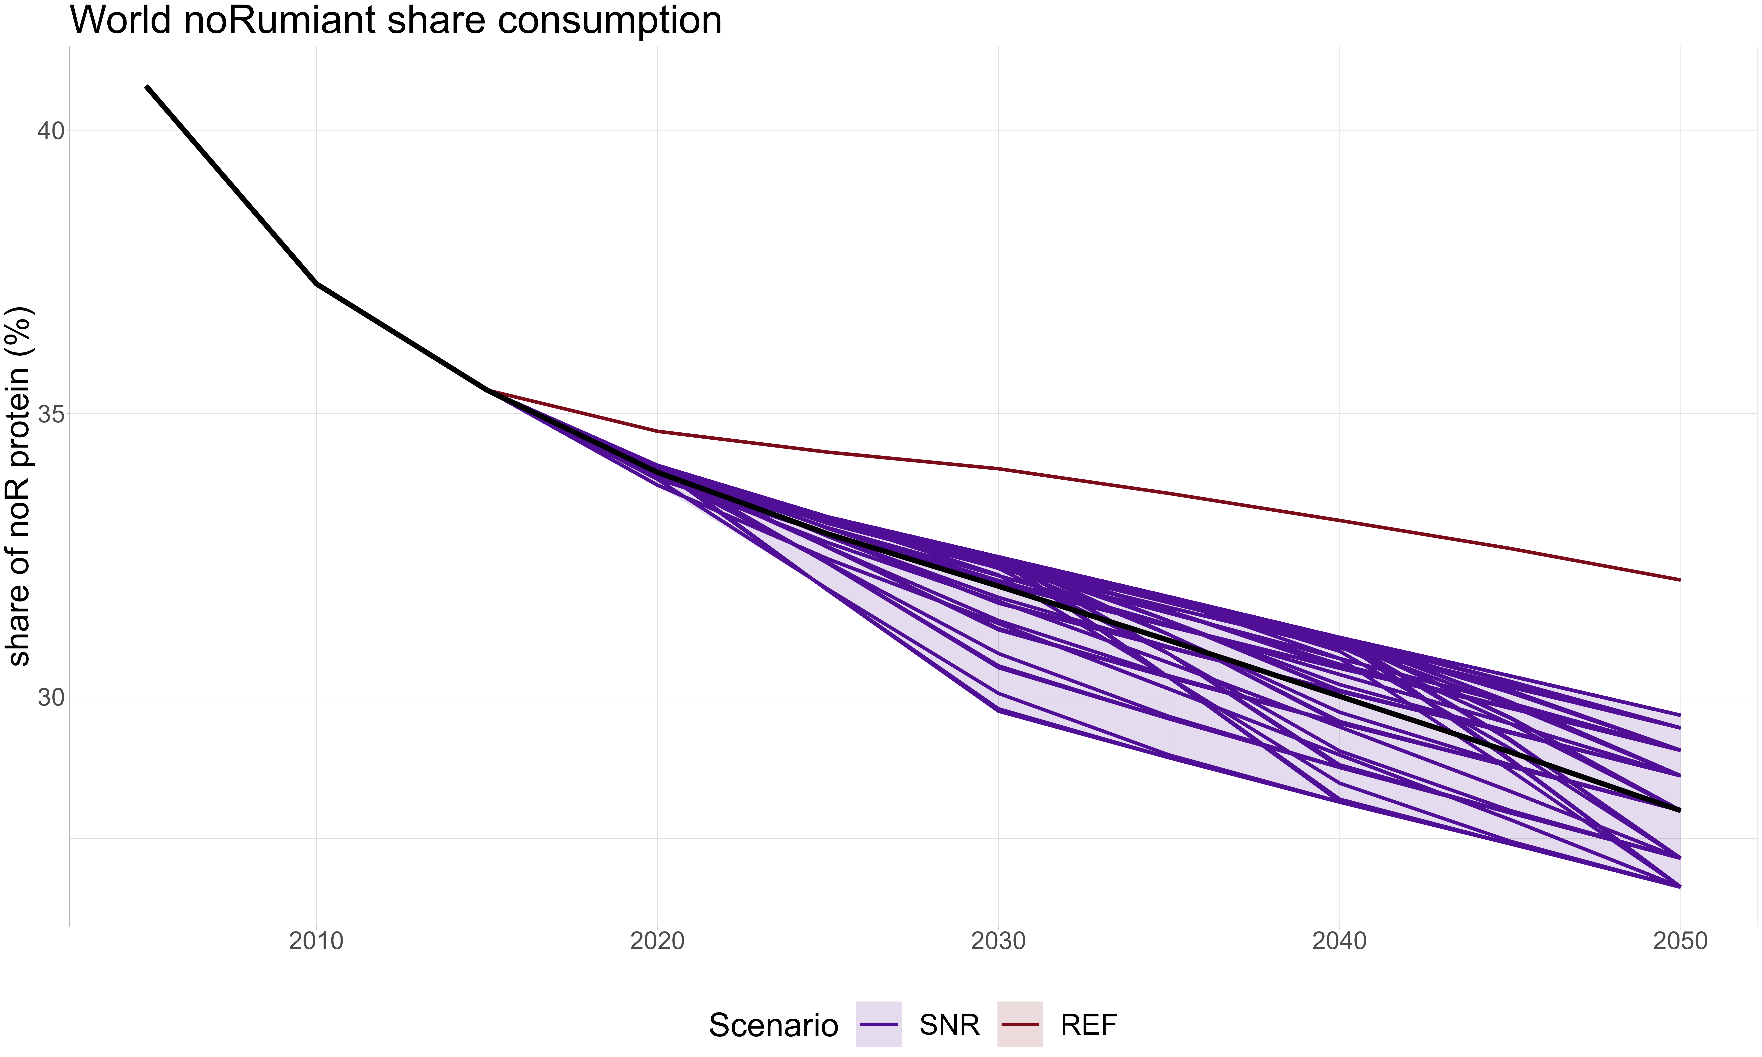 World noRumiant share consumption
share of noR protein (%)
40
35
30
2010 2020 2030 2040 2050
Scenario SNR REF